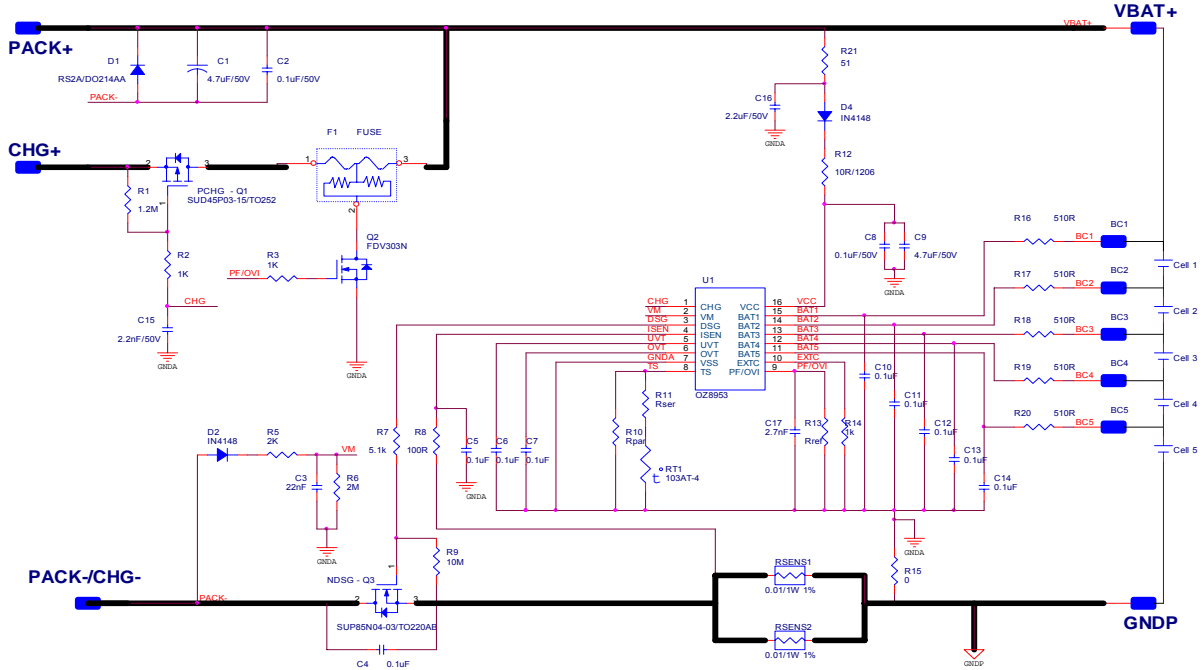 VBAT+
PACK+
VBAT+
D1
RS2A/DO214AA
C1
4.7uF/50V
C2
0.1uF/50V
PACK-
R21
51
C16
2.2uF/50V
GNDA
D4
IN4148
R12
10R/1206
CHG+
2
3
1
PCHG - Q1
SUD45P03-15/TO252
R1
1.2M
R2
1K
CHG
C15
2.2nF/50V
GNDA
F1 FUSE
1
3
2
Q2
FDV303N
R3
1K
PF/OVI
GNDA
C8
0.1uF/50V
C9
4.7uF/50V
GNDA
R16 510R BC1
R17 510R BC2
R18 510R BC3
R19 510R BC4
R20 510R BC5
BC1
BC2
BC3
BC4
BC5
Cell 1
Cell 2
Cell 3
Cell 4
Cell 5
U1
CHG 1 CHG VCC 16 VCC
VM 2 VM BAT1 15 BAT1
DSG 3 DSG BAT2 14 BAT2
ISEN 4 ISEN BAT3 13 BAT3
UVT 5 UVT BAT4 12 BAT4
OVT 6 OVT BAT5 11 BAT5
GNDA 7 VSS EXTC 10 EXTC
TS 8 TS PF/OVI 9 PF/OVI
OZ8953
R11
Rser
R10
Rpar
RT1
103AT-4
t
C17
2.7nF
R13
Rref
R14
1k
C10
0.1uF
C11
0.1uF
C12
0.1uF
C13
0.1uF
C14
0.1uF
D2
IN4148
R5
2K
VM
C3
22nF
R6
2M
GNDA
R7
5.1k
R8
100R
C5
0.1uF
GNDA
C6
0.1uF
C7
0.1uF
R9
10M
GNDA
R15
0
PACK-/CHG-
PACK-
NDSG - Q3
1
2
3
SUP85N04-03/TO220AB
C4 0.1uF
RSENS1
0.01/1W 1%
RSENS2
0.01/1W 1%
GNDP
GNDP